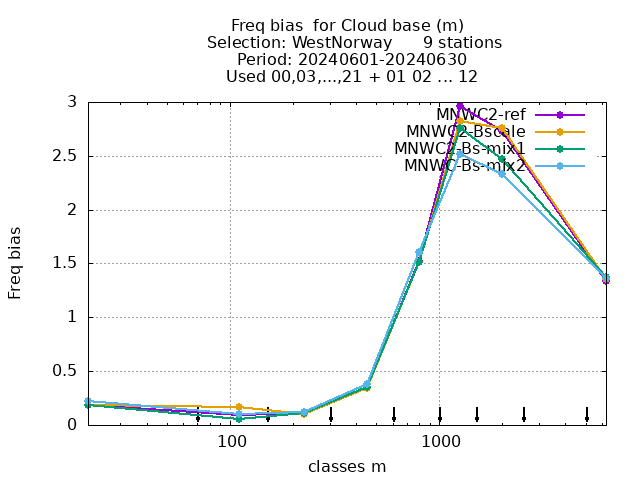 Freq bias  for Cloud base (m)
Selection: WestNorway      9 stations
Period: 20240601-20240630
Used 00,03,...,21 + 01 02 ... 12
MNWC2-ref
MNWC2-Bscale
MNWC2-Bs-mix1
MNWC-Bs-mix2
3
2.5
2
1.5
1
0.5
0
Freq bias
100
1000
classes m